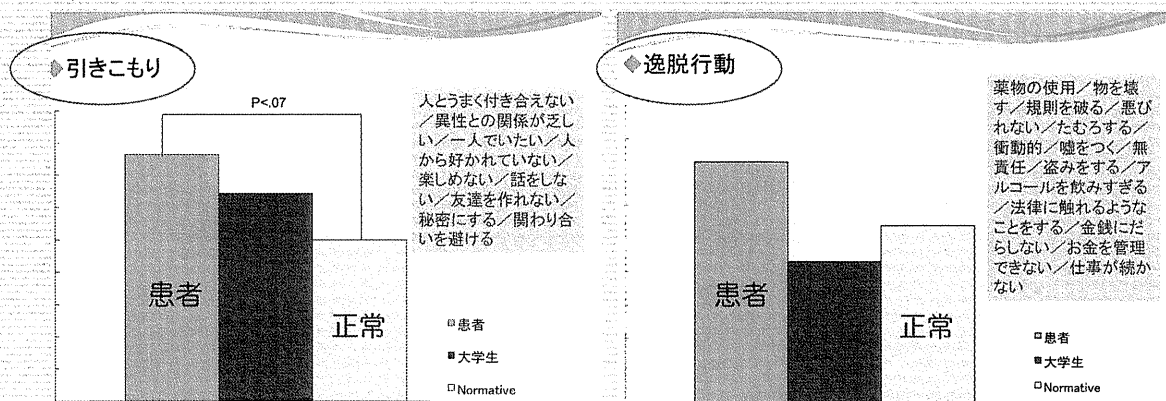 ◆引きこもり
P<.07
人とうまく付き合えない
／異性との関係が乏し
い／一人でいたい／人
から好かれていない／
楽しめない／話をしな
い／友達を作れない／
秘密にする／関わり合
いを避ける
患者
正常
患者
大学生
Normative
◆逸脱行動
薬物の使用／物を壊
す／規則を破る／悪び
れない／たむろする／
衝動的／嘘をつく／無
責任／盗みをする／ア
ルコールを飲みすぎる
／法律に触れるような
ことをする／金銭にだ
らしない／お金を管理
できない／仕事が続か
ない
患者
正常
患者
大学生
Normative